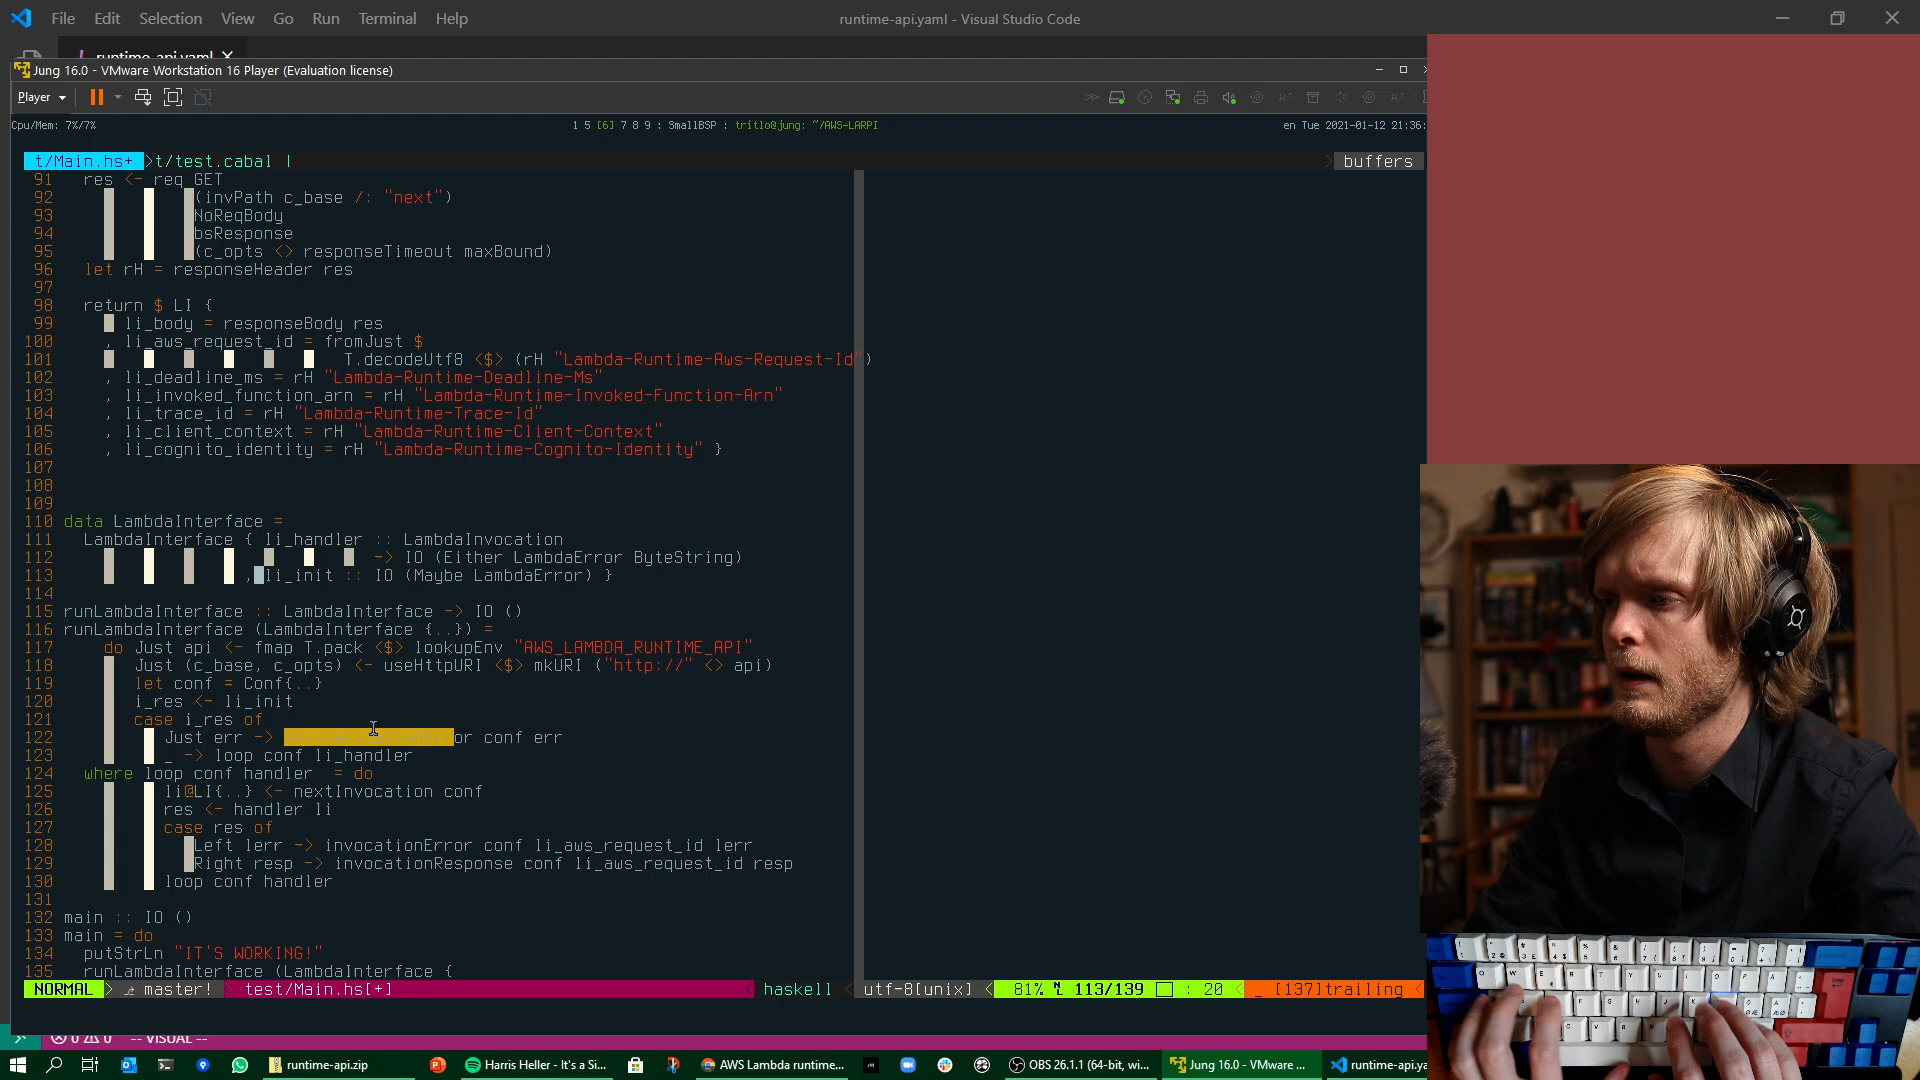 File Edit Selection View Go Run Terminal Help
runtime-api.yaml - Visual Studio Code
runtime-api.yaml
Jung 16.0 - VMware Workstation 16 Player (Evaluation license)
Player
Cpu/Mem: 7%/7%
1 5 [6] 7 8 9 : SmallBSP : tritlo@jung: ~/AWS-LARPI
en Tue 2021-01-12 21:36:
t/Main.hs+ >t/test.cabal |
buffers
91 res <- req GET
92 (invPath c_base /: "next")
93 NoReqBody
94 bsResponse
95 (c_opts <> responseTimeout maxBound)
96 let rH = responseHeader res
97
98 return $ LI {
99 li_body = responseBody res
100 , li_aws_request_id = fromJust $
101 T.decodeUtf8 <$> (rH "Lambda-Runtime-Aws-Request-Id")
102 , li_deadline_ms = rH "Lambda-Runtime-Deadline-Ms"
103 , li_invoked_function_arn = rH "Lambda-Runtime-Invoked-Function-Arn"
104 , li_trace_id = rH "Lambda-Runtime-Trace-Id"
105 , li_client_context = rH "Lambda-Runtime-Client-Context"
106 , li_cognito_identity = rH "Lambda-Runtime-Cognito-Identity" }
107
108
109
110 data LambdaInterface =
111 LambdaInterface { li_handler :: LambdaInvocation
112 -> IO (Either LambdaError ByteString)
113 , li_init :: IO (Maybe LambdaError) }
114
115 runLambdaInterface :: LambdaInterface -> IO ()
116 runLambdaInterface (LambdaInterface {..}) =
117 do Just api <- fmap T.pack <$> lookupEnv "AWS_LAMBDA_RUNTIME_API"
118 Just (c_base, c_opts) <- useHttpURI <$> mkURI ("http://" <> api)
119 let conf = Conf{..}
120 i_res <- li_init
121 case i_res of
122 Just err -> or conf err
123 _ -> loop conf li_handler
124 where loop conf handler = do
125 li@LI{..} <- nextInvocation conf
126 res <- handler li
127 case res of
128 Left lerr -> invocationError conf li_aws_request_id lerr
129 Right resp -> invocationResponse conf li_aws_request_id resp
130 loop conf handler
131
132 main :: IO ()
133 main = do
134 putStrLn "IT'S WORKING!"
135 runLambdaInterface (LambdaInterface {
NORMAL > master! > test/Main.hs[+]
haskell < utf-8[unix] < 81% 113/139 : 20 < _ [137]trailing <
0 0 -- VISUAL --
runtime-api.zip
Harris Heller - It's a Si...
AWS Lambda runtime...
OBS 26.1.1 (64-bit, wi...
Jung 16.0 - VMware ...
runtime-api.ya